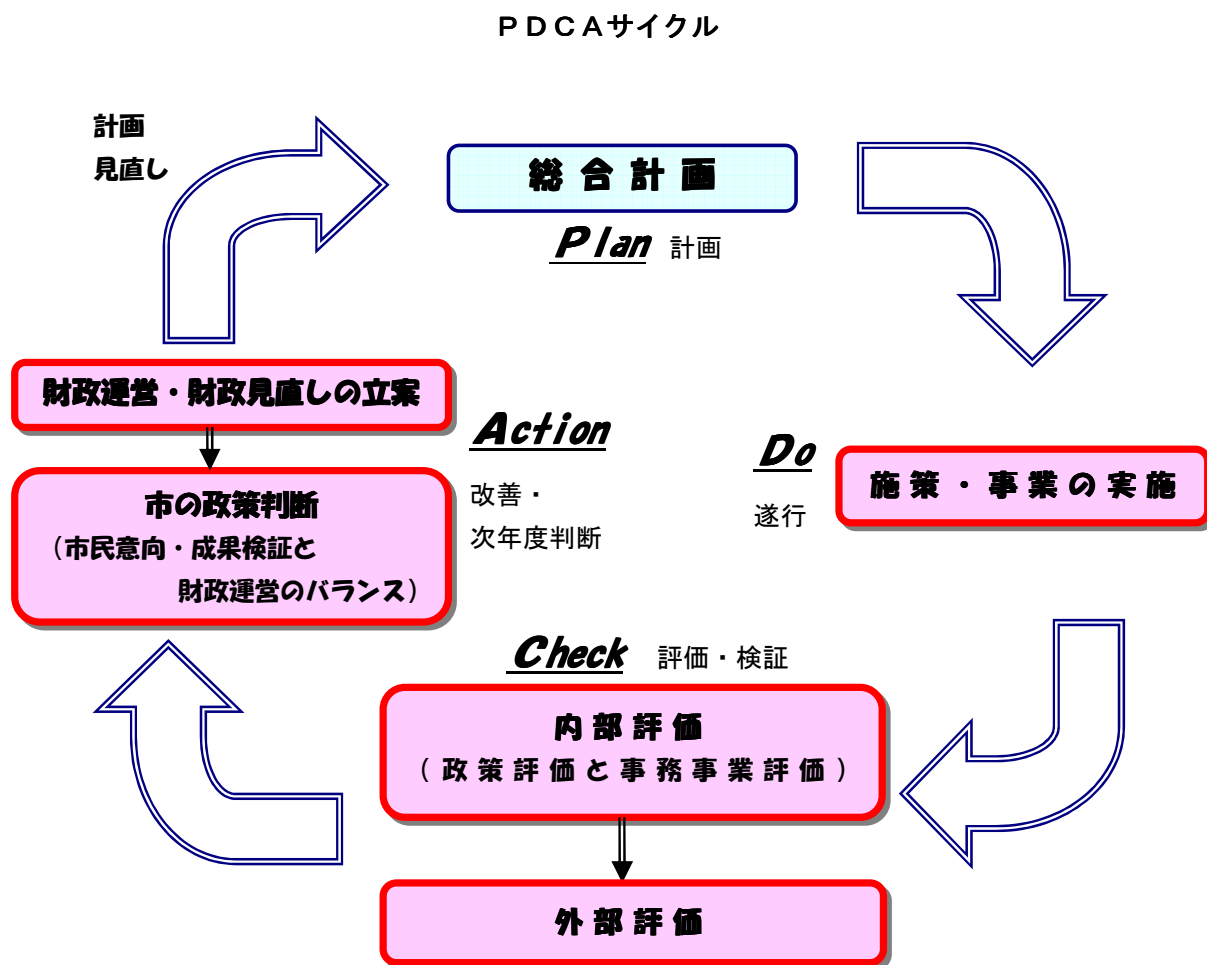 ＰＤＣＡサイクル
計画
見直し
総合計画
Plan 計画
財政運営・財政見直しの立案
市の政策判断
（市民意向・成果検証と
財政運営のバランス）
Action
改善・
次年度判断
Do
遂行
施策・事業の実施
Check 評価・検証
内部評価
（政策評価と事務事業評価）
外部評価